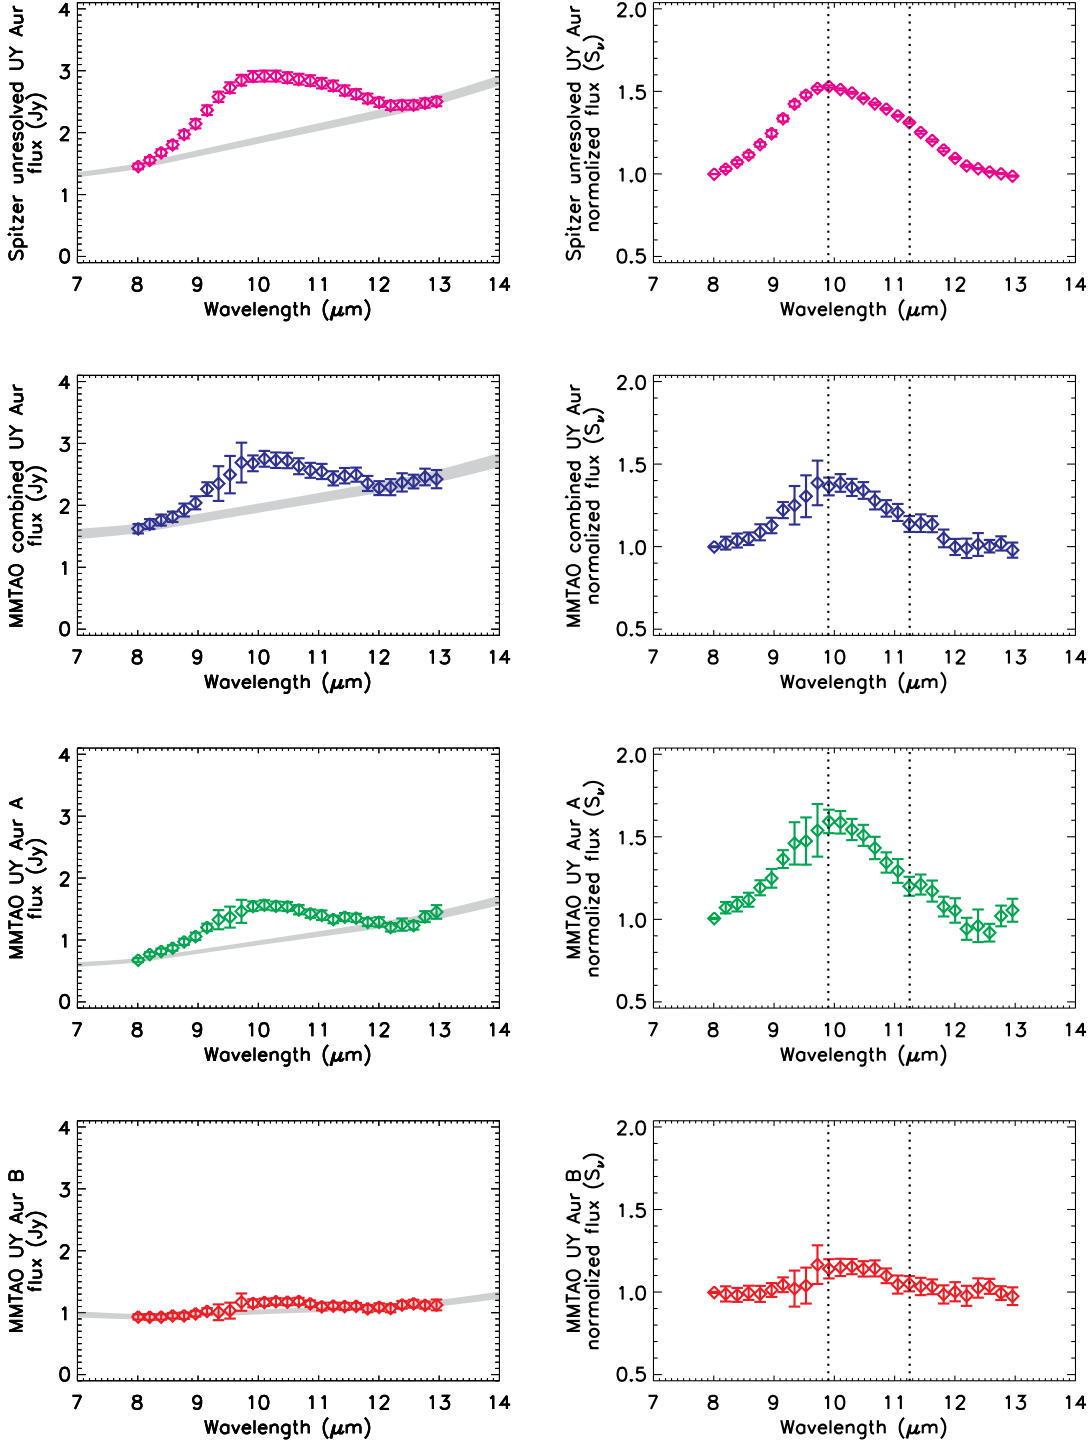 Spitzer unresolved UY Aur
flux (Jy)
4
3
2
1
0
7 8 9 10 11 12 13 14
Wavelength (μm)
Spitzer unresolved UY Aur
normalized flux (Sν)
2.0
1.5
1.0
0.5
7 8 9 10 11 12 13 14
Wavelength (μm)
MMTAO combined UY Aur
flux (Jy)
4
3
2
1
0
7 8 9 10 11 12 13 14
Wavelength (μm)
MMTAO combined UY Aur
normalized flux (Sν)
2.0
1.5
1.0
0.5
7 8 9 10 11 12 13 14
Wavelength (μm)
MMTAO UY Aur A
flux (Jy)
4
3
2
1
0
7 8 9 10 11 12 13 14
Wavelength (μm)
MMTAO UY Aur A
normalized flux (Sν)
2.0
1.5
1.0
0.5
7 8 9 10 11 12 13 14
Wavelength (μm)
MMTAO UY Aur B
flux (Jy)
4
3
2
1
0
7 8 9 10 11 12 13 14
Wavelength (μm)
MMTAO UY Aur B
normalized flux (Sν)
2.0
1.5
1.0
0.5
7 8 9 10 11 12 13 14
Wavelength (μm)